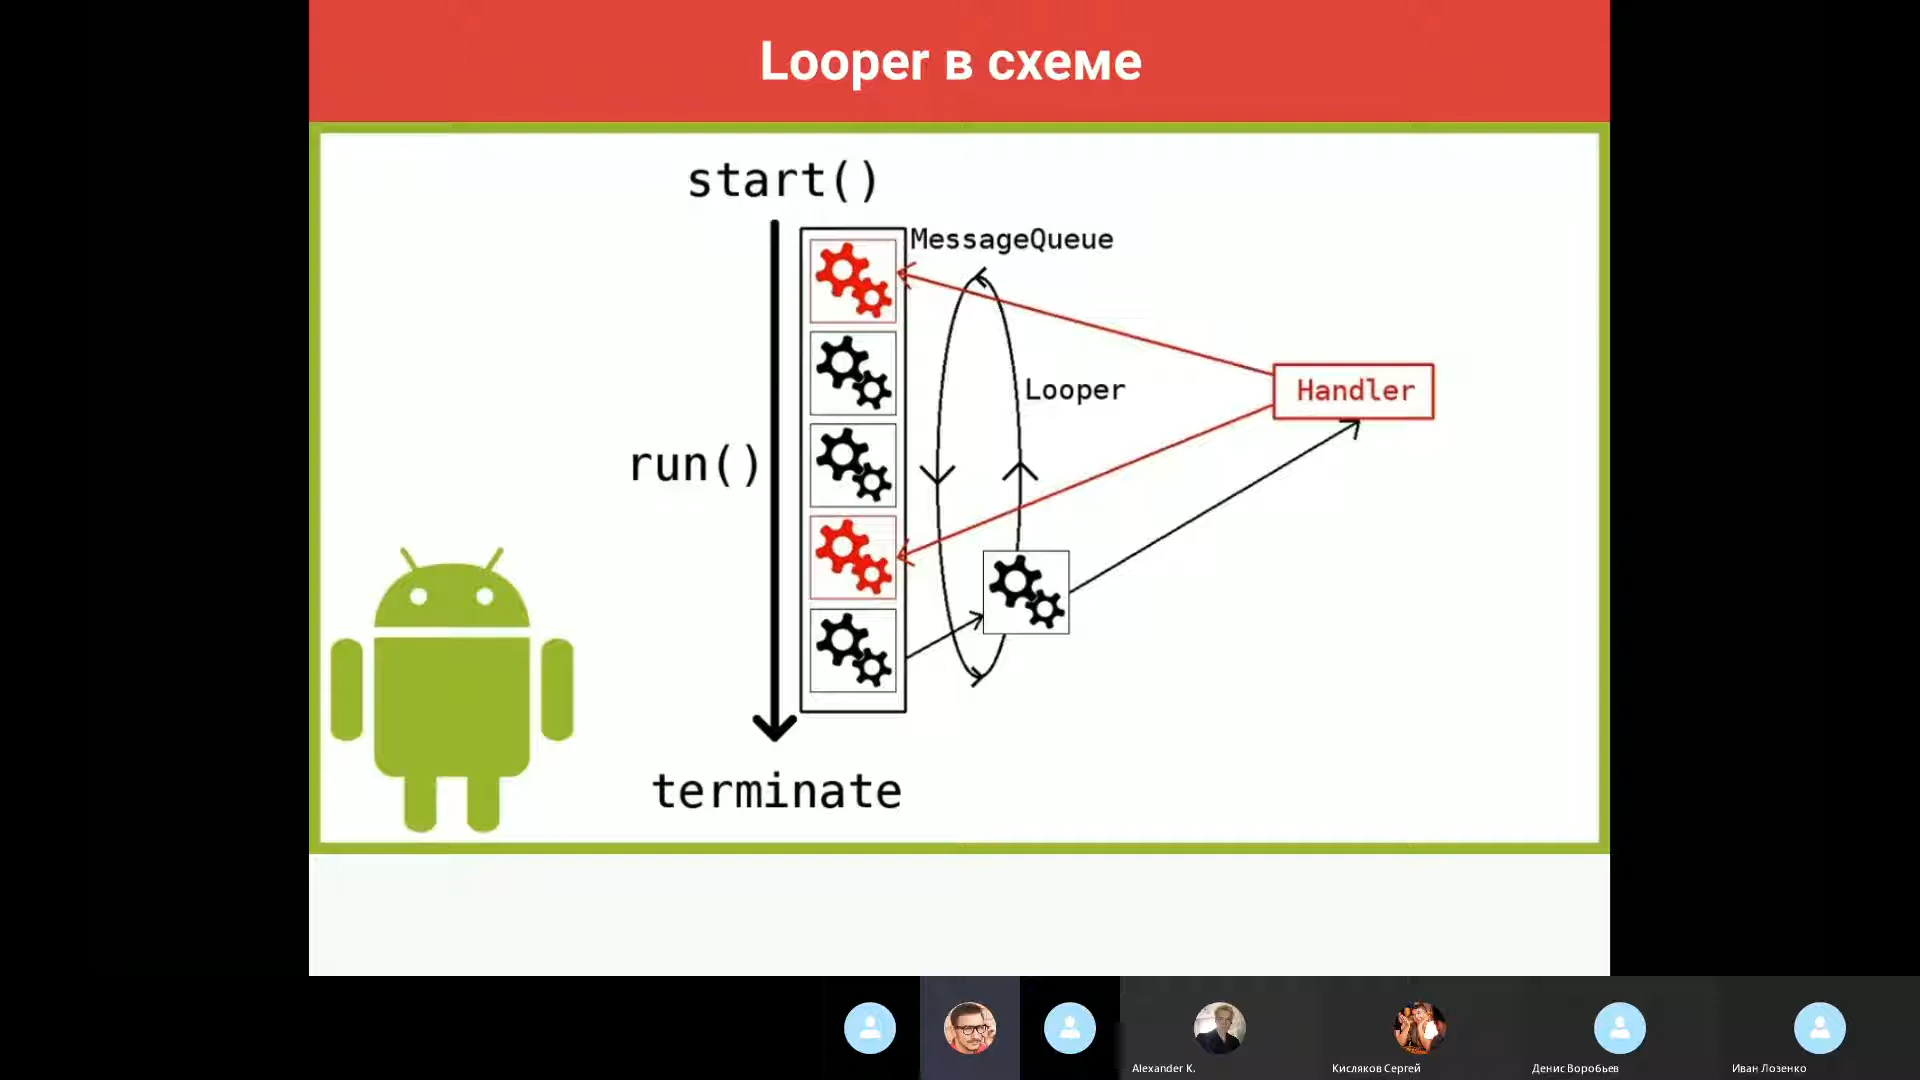 Looper в схеме
start()
MessageQueue
Looper
Handler
run()
terminate
Alexander K.
Кисляков Сергей
Денис Воробьев
Иван Лозенко